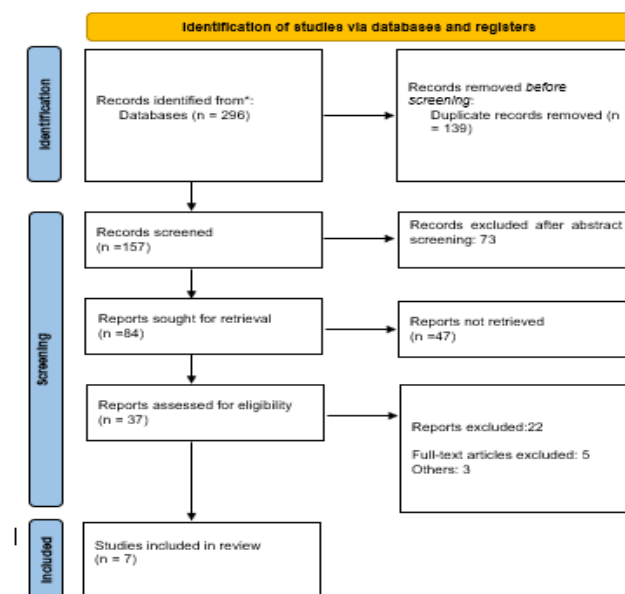 Identification of studies via databases and registers
Identification
Records identified from*:
Databases (n = 296)
Records removed before
screening:
Duplicate records removed (n
= 139)
Screening
Records screened
(n =157)
Records excluded after abstract
screening: 73
Reports sought for retrieval
(n =84)
Reports not retrieved
(n =47)
Reports assessed for eligibility
(n = 37)
Reports excluded:22
Full-text articles excluded: 5
Others: 3
Included
Studies included in review
(n = 7)